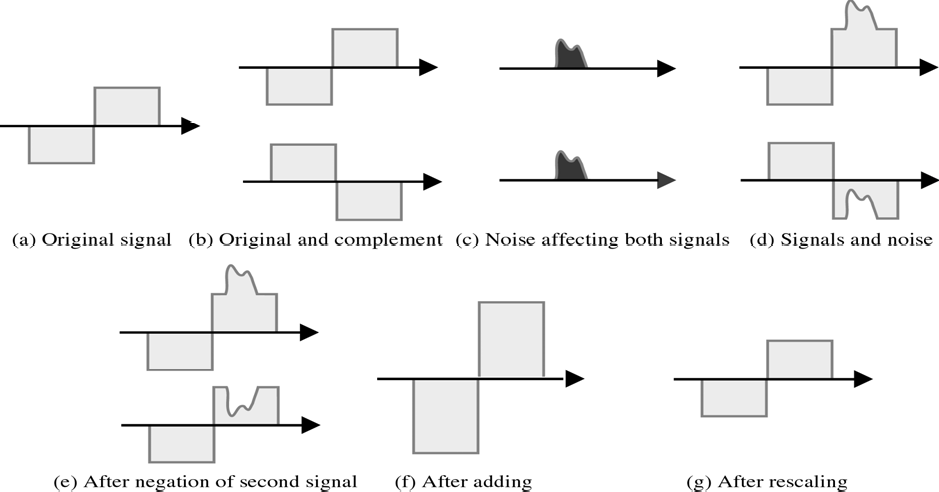 (a) Original signal
(b) Original and complement
(c) Noise affecting both signals
(d) Signals and noise
(e) After negation of second signal
(f) After adding
(g) After rescaling